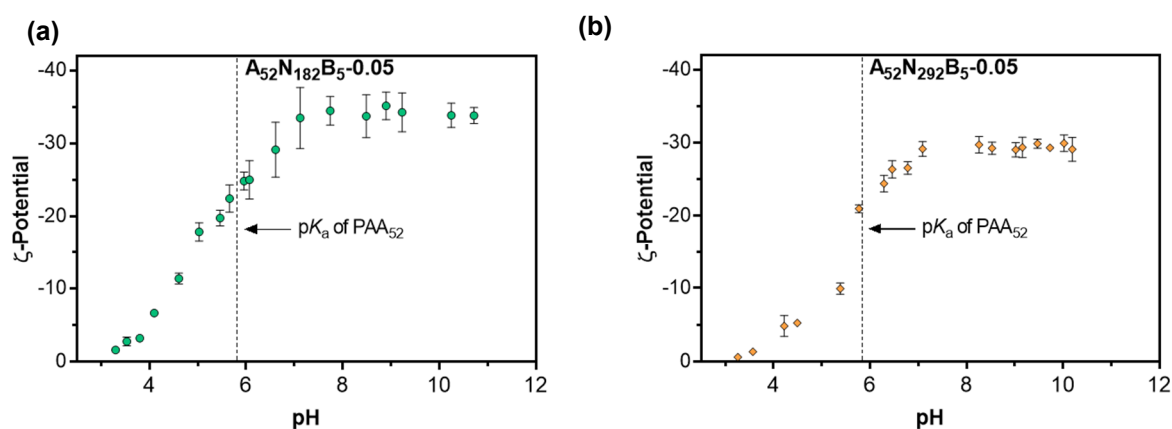 (a)
A₅₂N₁₈₂B₅-0.05
-40
-30
-20
-10
0
ζ-Potential
pKₐ of PAA₅₂
4 6 8 10 12
pH
(b)
A₅₂N₂₉₂B₅-0.05
-40
-30
-20
-10
0
ζ-Potential
pKₐ of PAA₅₂
4 6 8 10 12
pH